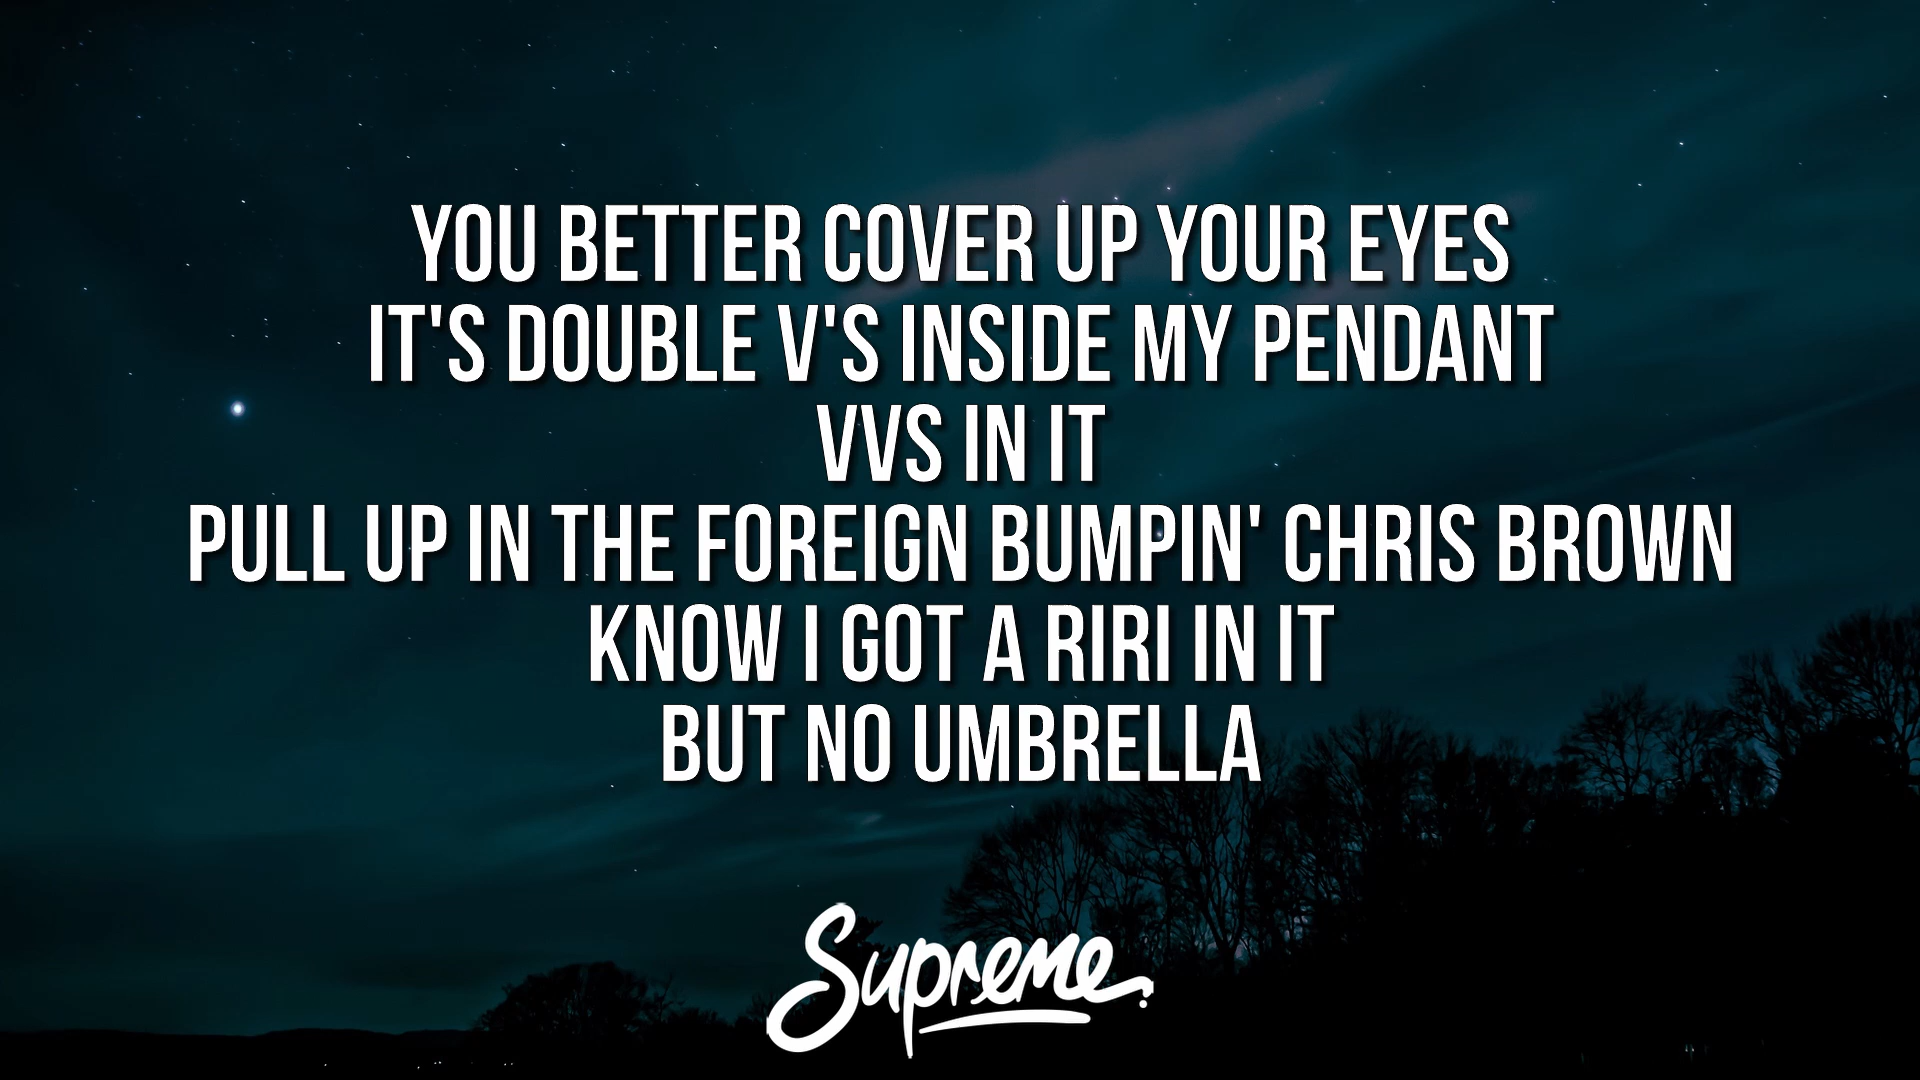 YOU BETTER COVER UP YOUR EYES
IT'S DOUBLE V'S INSIDE MY PENDANT
VVS IN IT
PULL UP IN THE FOREIGN BUMPIN' CHRIS BROWN
KNOW I GOT A RIRI IN IT
BUT NO UMBRELLA
Supreme.